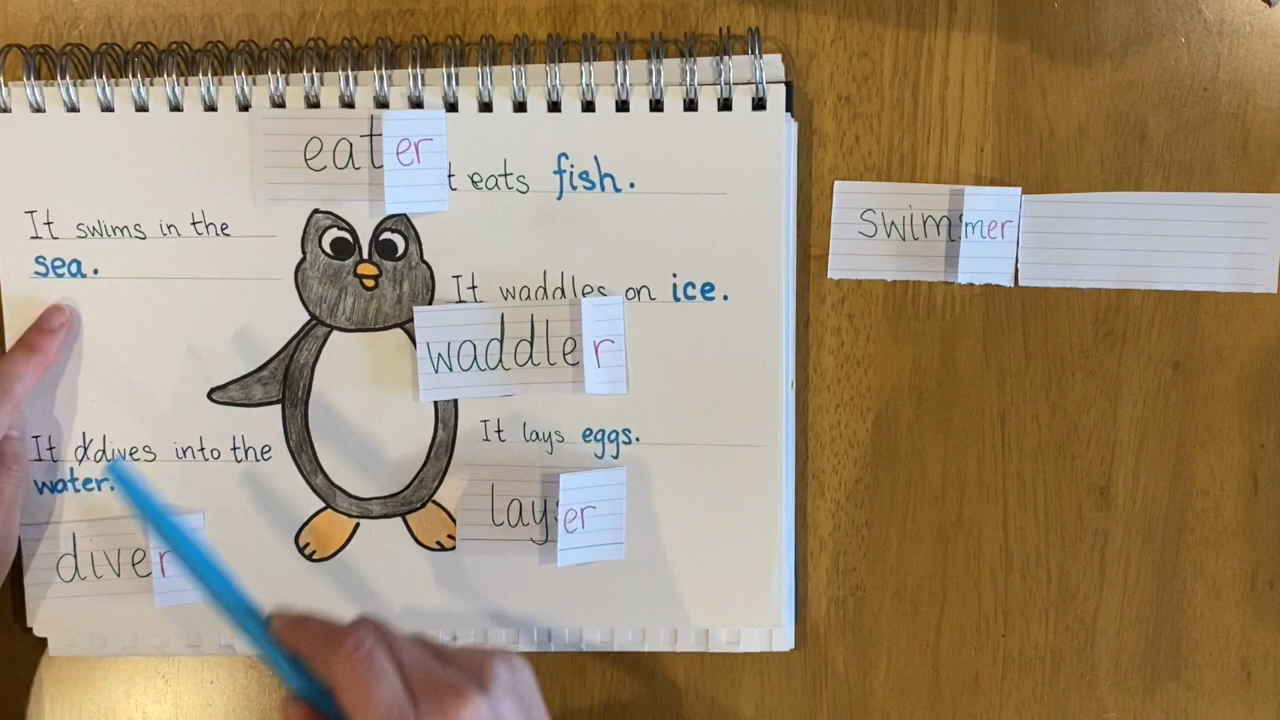 eater
t eats fish.
It swims in the
sea.
swimmer
It waddles on ice.
waddler
It lays eggs.
It dives into the
water.
layer
diver